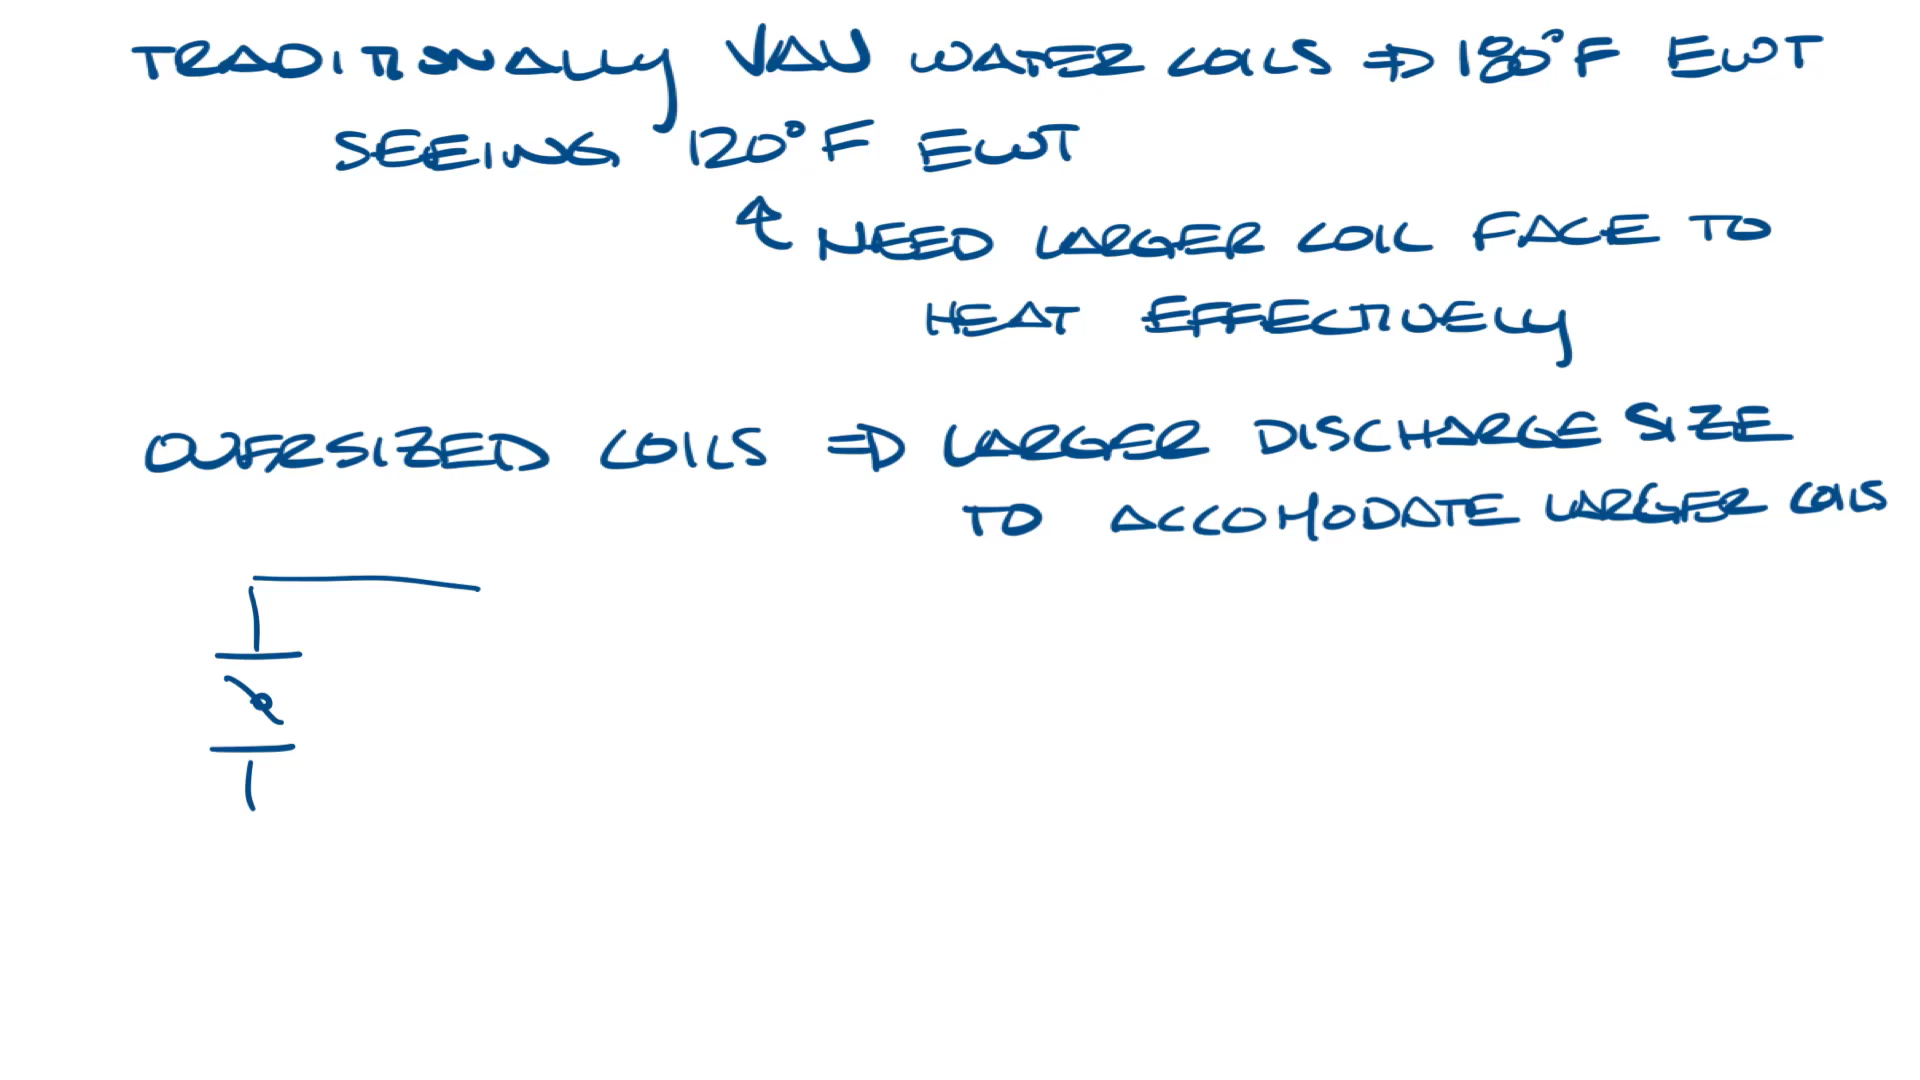 TRADITIONALLY VAV WATER COILS ⇒ 180°F EWT
SEEING 120°F EWT
NEED LARGER COIL FACE TO
HEAT EFFECTIVELY
OVERSIZED COILS ⇒ LARGER DISCHARGE SIZE
TO ACCOMODATE LARGER COILS